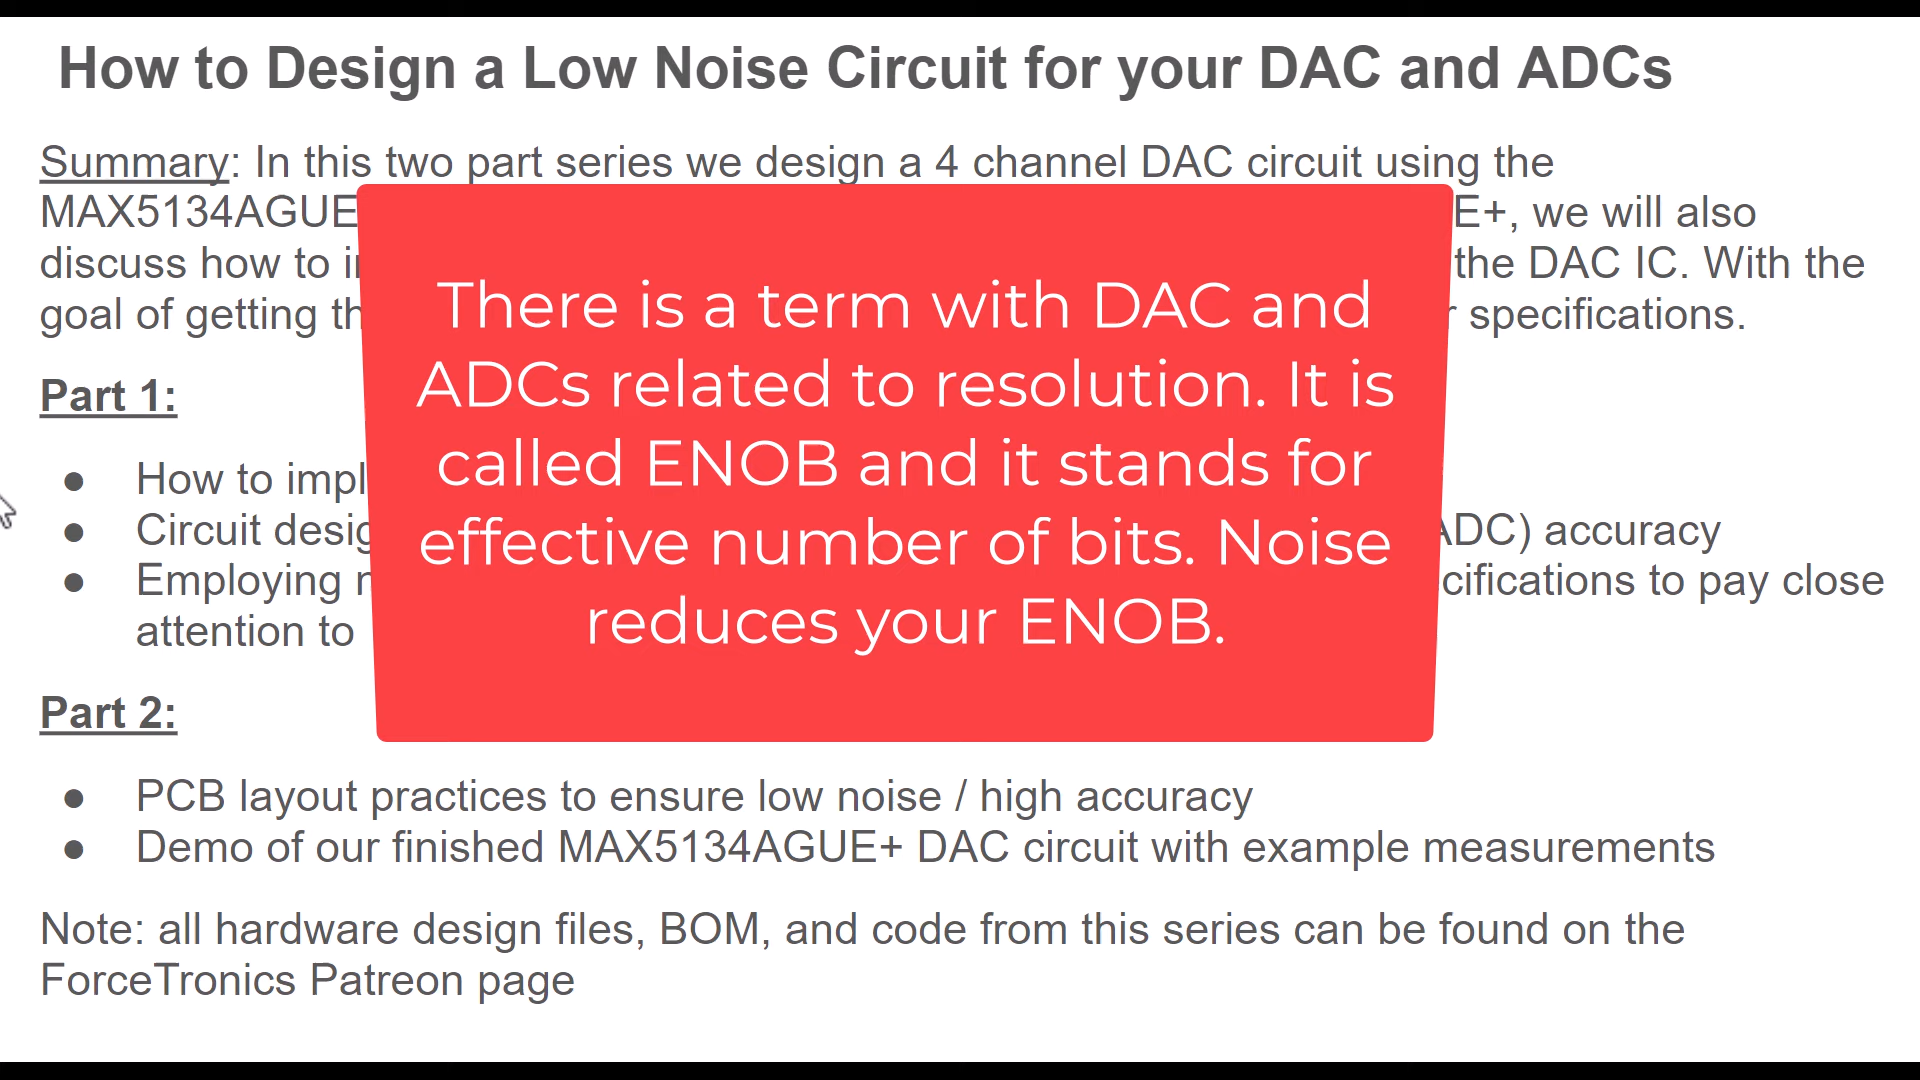 How to Design a Low Noise Circuit for your DAC and ADCs
Summary: In this two part series we design a 4 channel DAC circuit using the
MAX5134AGUE E+, we will also
discuss how to the DAC IC. With the
goal of getting specifications.
There is a term with DAC and
ADCs related to resolution. It is
called ENOB and it stands for
effective number of bits. Noise
reduces your ENOB.
Part 1:
● How to
● Circuit ADC) accuracy
● Employing to pay close
attention to
Part 2:
● PCB layout practices to ensure low noise / high accuracy
● Demo of our finished MAX5134AGUE+ DAC circuit with example measurements
Note: all hardware design files, BOM, and code from this series can be found on the
ForceTronics Patreon page